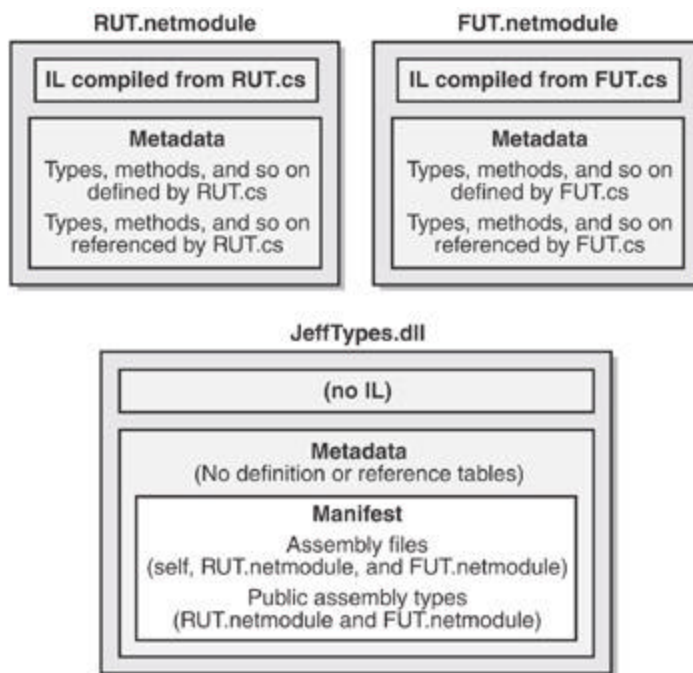 RUT.netmodule
IL compiled from RUT.cs
Metadata
Types, methods, and so on
defined by RUT.cs
Types, methods, and so on
referenced by RUT.cs
FUT.netmodule
IL compiled from FUT.cs
Metadata
Types, methods, and so on
defined by FUT.cs
Types, methods, and so on
referenced by FUT.cs
JeffTypes.dll
(no IL)
Metadata
(No definition or reference tables)
Manifest
Assembly files
(self, RUT.netmodule, and FUT.netmodule)
Public assembly types
(RUT.netmodule and FUT.netmodule)